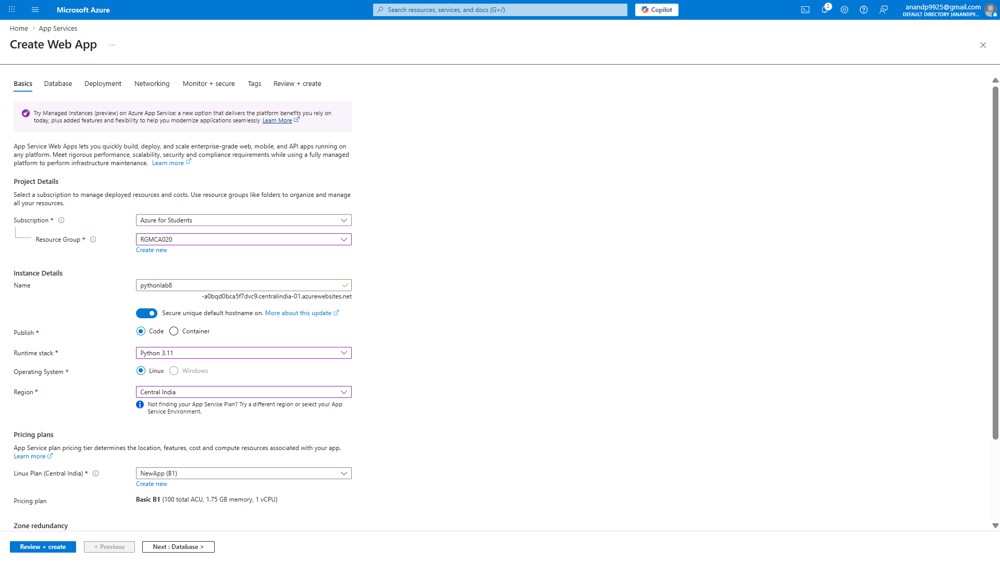 Microsoft Azure
Search resources, services, and docs (G+/)
Copilot
2
anandp9925@gmail.com
DEFAULT DIRECTORY (ANANDP9...
Home > App Services
Create Web App ...
Basics Database Deployment Networking Monitor + secure Tags Review + create
Try Managed Instances (preview) on Azure App Service: a new option that delivers the platform benefits you rely on
today, plus added features and flexibility to help you modernize applications seamlessly Learn More
App Service Web Apps lets you quickly build, deploy, and scale enterprise-grade web, mobile, and API apps running on
any platform. Meet rigorous performance, scalability, security and compliance requirements while using a fully managed
platform to perform infrastructure maintenance. Learn more
Project Details
Select a subscription to manage deployed resources and costs. Use resource groups like folders to organize and manage
all your resources.
Subscription * Azure for Students
Resource Group * RGMCA020
Create new
Instance Details
Name pythonlab8
-a0bqd0bca5f7dvc9.centralindia-01.azurewebsites.net
Secure unique default hostname on. More about this update
Publish * Code Container
Runtime stack * Python 3.11
Operating System * Linux Windows
Region * Central India
Not finding your App Service Plan? Try a different region or select your App
Service Environment.
Pricing plans
App Service plan pricing tier determines the location, features, cost and compute resources associated with your app.
Learn more
Linux Plan (Central India) * NewApp (B1)
Create new
Pricing plan Basic B1 (100 total ACU, 1.75 GB memory, 1 vCPU)
Zone redundancy
Review + create < Previous Next : Database >